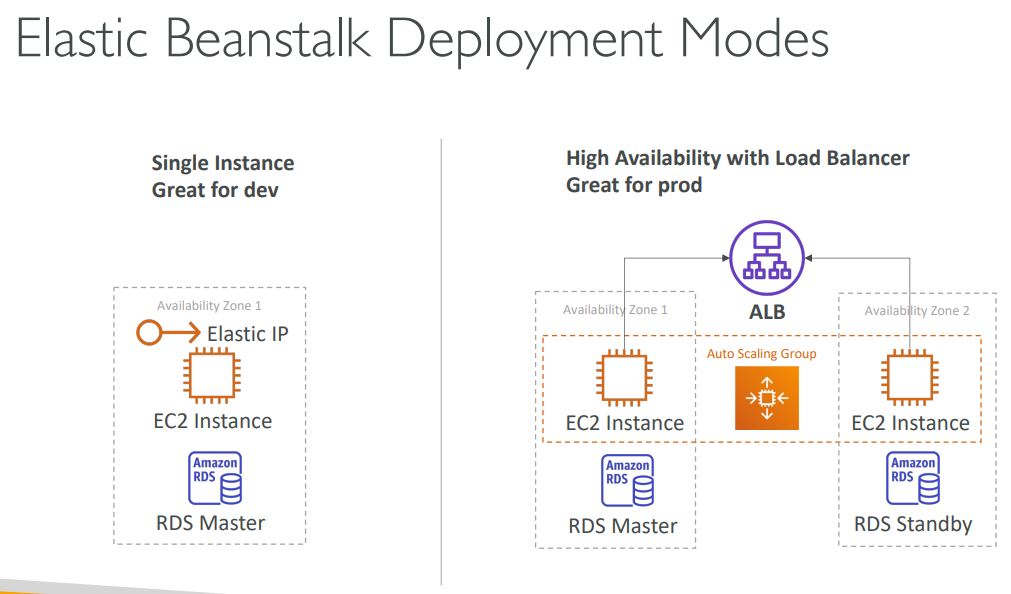 Elastic Beanstalk Deployment Modes
Single Instance
Great for dev
Availability Zone 1
Elastic IP
EC2 Instance
Amazon
RDS
RDS Master
High Availability with Load Balancer
Great for prod
ALB
Availability Zone 1
Availability Zone 2
Auto Scaling Group
EC2 Instance
EC2 Instance
Amazon
RDS
RDS Master
Amazon
RDS
RDS Standby